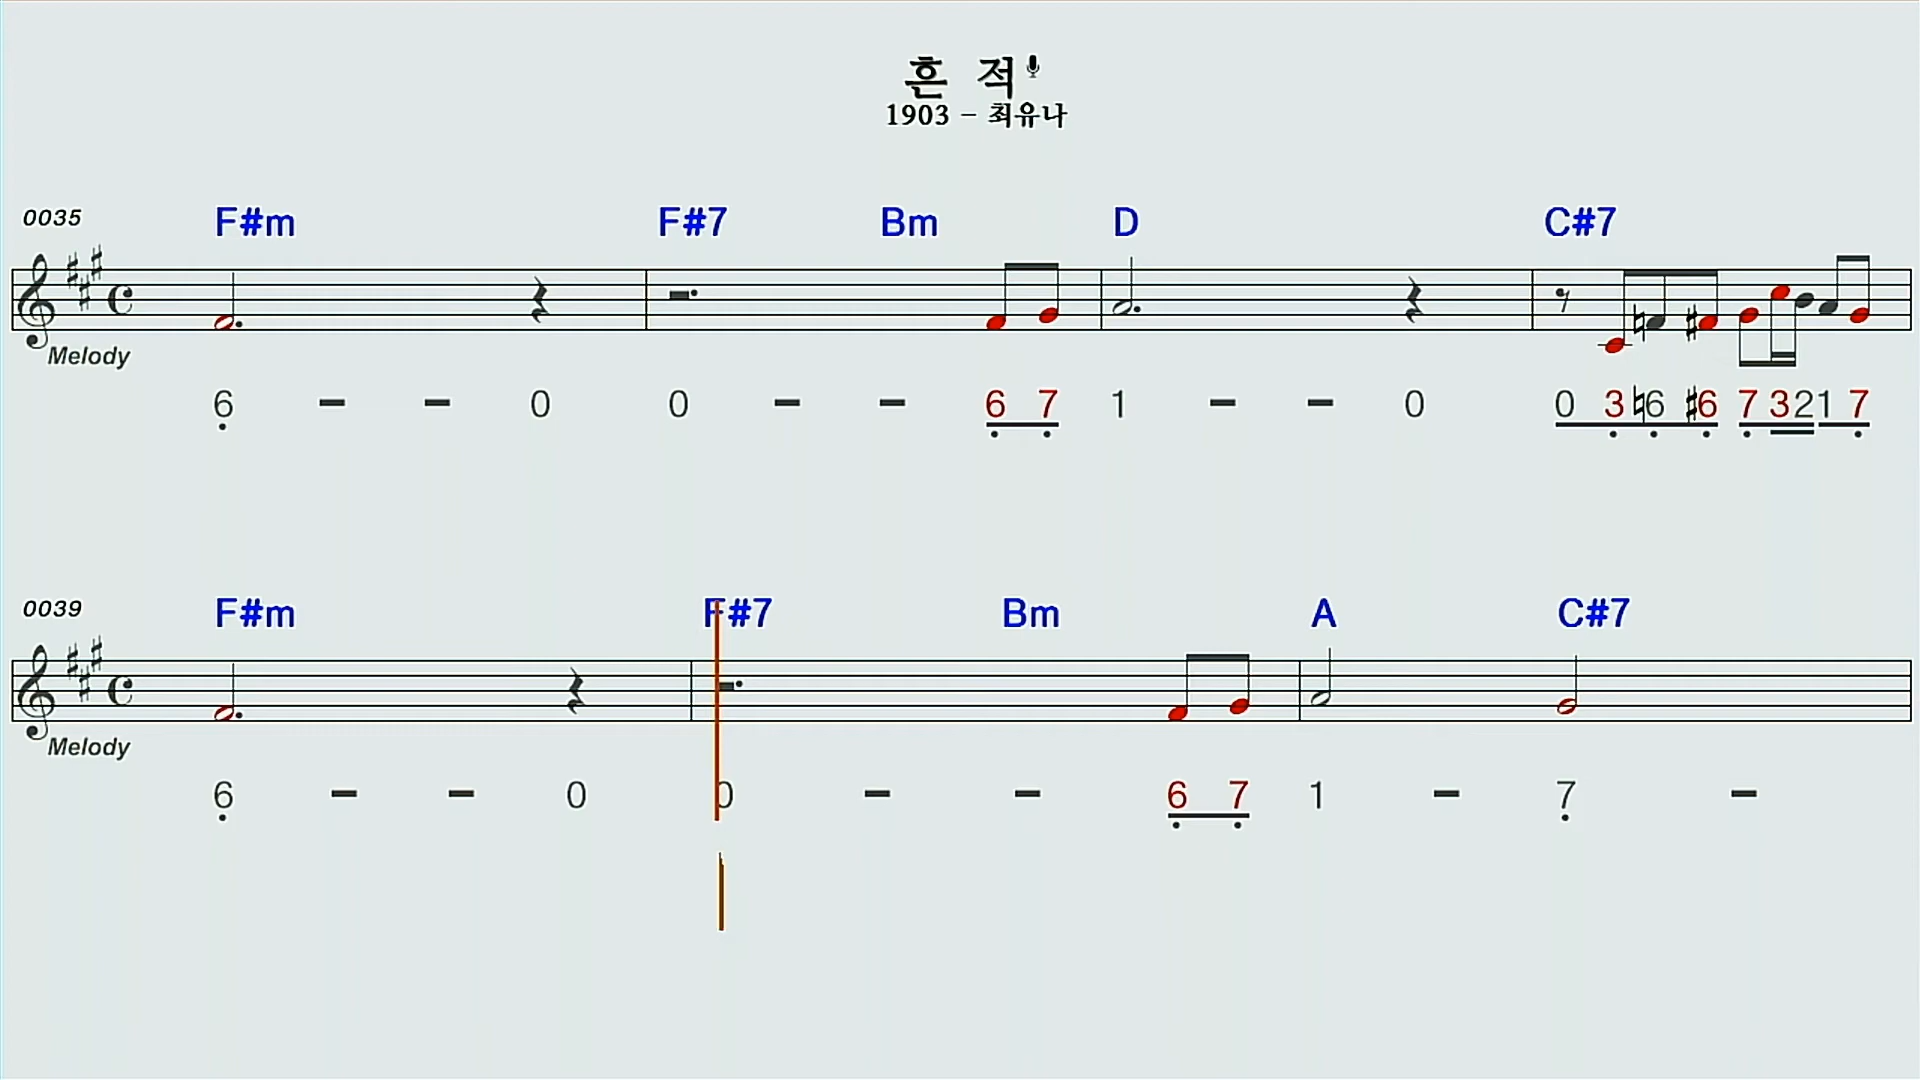 흔 적
1903 - 최유나
0035 F#m F#7 Bm D C#7
Melody
6 - - 0 0 - - 6 7 1 - - 0 0 3 ♮6 #6 7 3 2 1 7
0039 F#m F#7 Bm A C#7
Melody
6 - - 0 0 - - 6 7 1 - 7 -